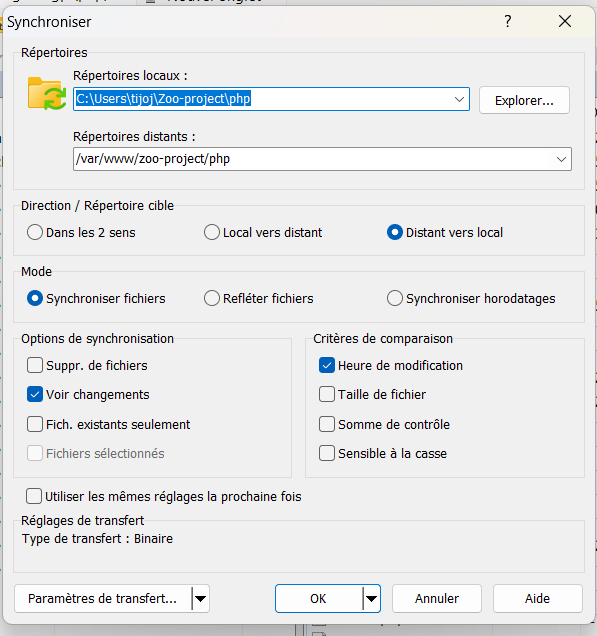 Synchroniser
Répertoires
Répertoires locaux :
C:\Users\tijoj\Zoo-project\php
Explorer...
Répertoires distants :
/var/www/zoo-project/php
Direction / Répertoire cible
Dans les 2 sens
Local vers distant
Distant vers local
Mode
Synchroniser fichiers
Refléter fichiers
Synchroniser horodatages
Options de synchronisation
Suppr. de fichiers
Voir changements
Fich. existants seulement
Fichiers sélectionnés
Critères de comparaison
Heure de modification
Taille de fichier
Somme de contrôle
Sensible à la casse
Utiliser les mêmes réglages la prochaine fois
Réglages de transfert
Type de transfert : Binaire
Paramètres de transfert...
OK
Annuler
Aide